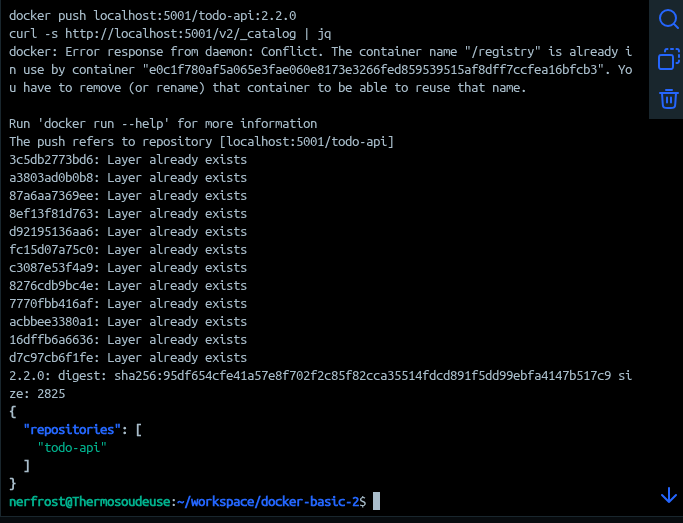 docker push localhost:5001/todo-api:2.2.0
curl -s http://localhost:5001/v2/_catalog | jq
docker: Error response from daemon: Conflict. The container name "/registry" is already i
n use by container "e0c1f780af5a065e3fae060e8173e3266fed859539515af8dff7ccfea16bfcb3". Yo
u have to remove (or rename) that container to be able to reuse that name.

Run 'docker run --help' for more information
The push refers to repository [localhost:5001/todo-api]
3c5db2773bd6: Layer already exists
a3803ad0b0b8: Layer already exists
87a6aa7369ee: Layer already exists
8ef13f81d763: Layer already exists
d92195136aa6: Layer already exists
fc15d07a75c0: Layer already exists
c3087e53f4a9: Layer already exists
8276cdb9bc4e: Layer already exists
7770fbb416af: Layer already exists
acbbee3380a1: Layer already exists
16dffb6a6636: Layer already exists
d7c97cb6f1fe: Layer already exists
2.2.0: digest: sha256:95df654cfe41a57e8f702f2c85f82cca35514fdcd891f5dd99ebfa4147b517c9 si
ze: 2825
{
  "repositories": [
    "todo-api"
  ]
}
nerfrost@Thermosoudeuse:~/workspace/docker-basic-2$